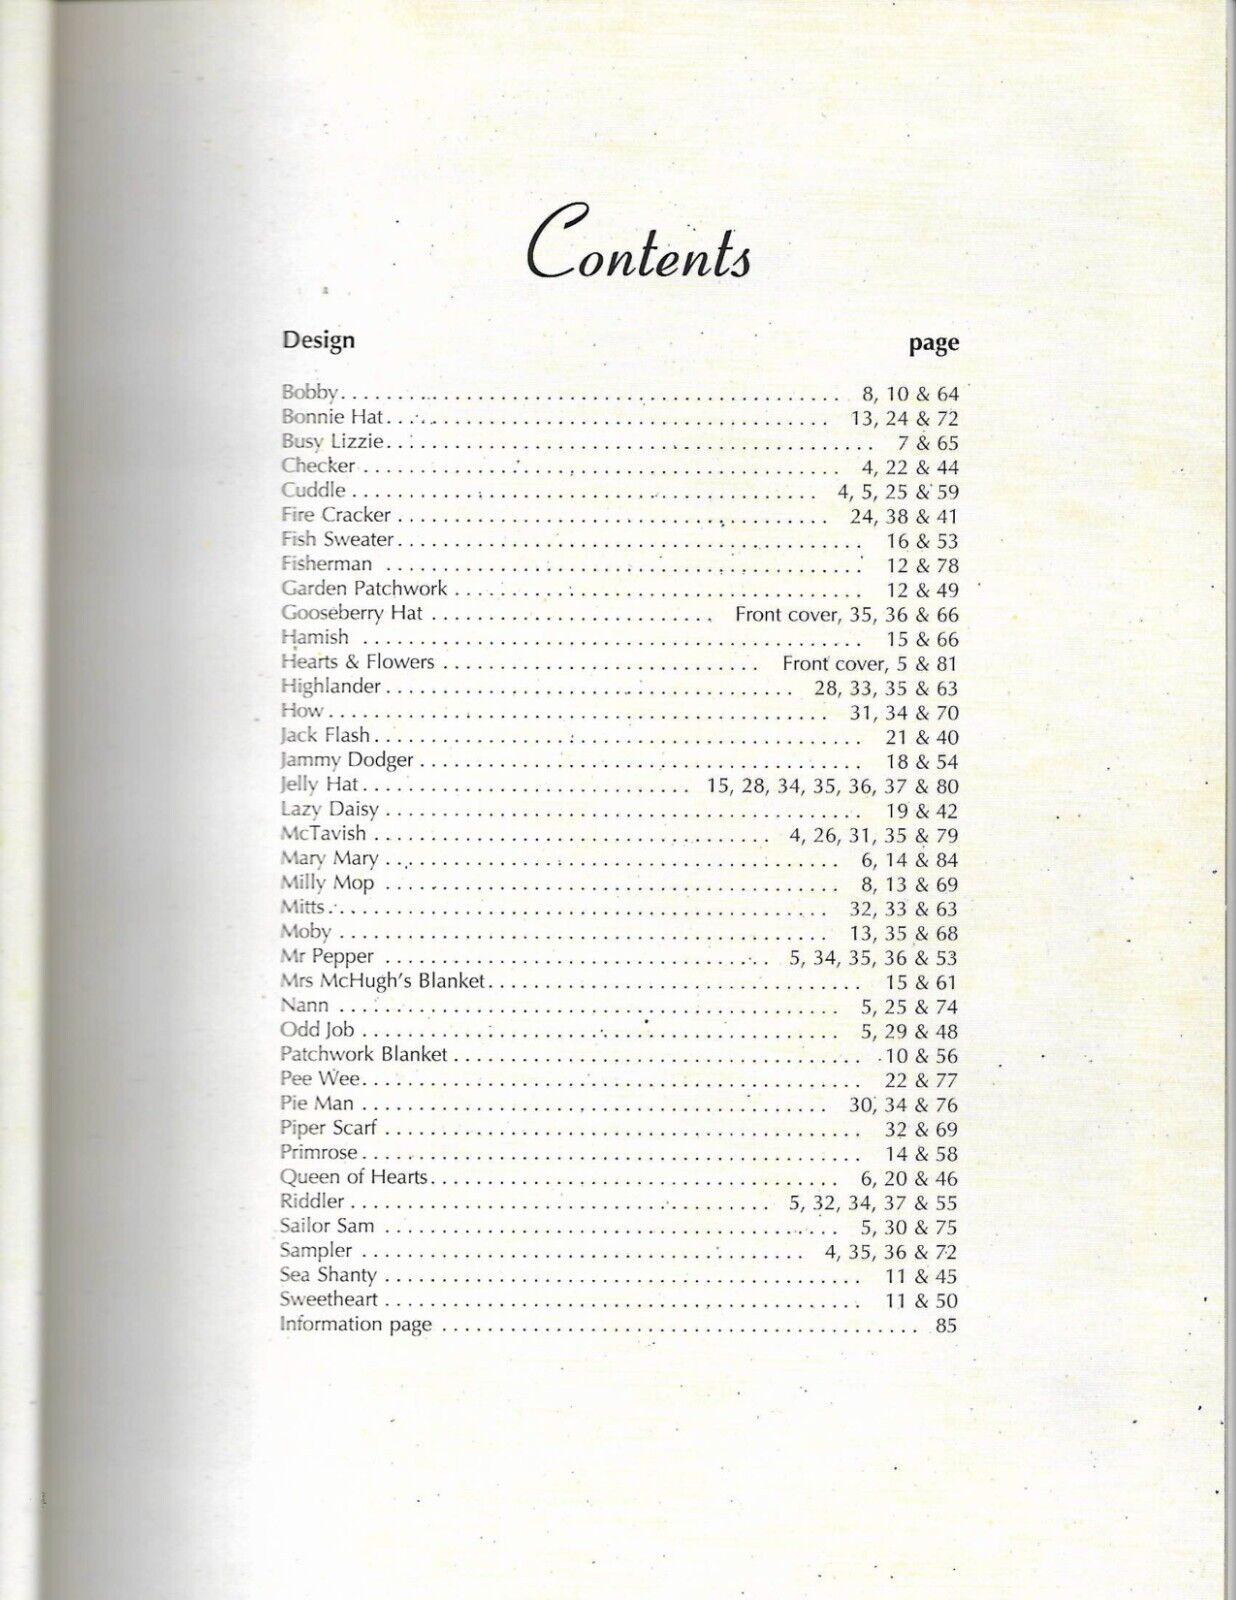 Contents
Design page
Bobby 8, 10 & 64
Bonnie Hat 13, 24 & 72
Busy Lizzie 7 & 65
Checker 4, 22 & 44
Cuddle 4, 5, 25 & 59
Fire Cracker 24, 38 & 41
Fish Sweater 16 & 53
Fisherman 12 & 78
Garden Patchwork 12 & 49
Gooseberry Hat Front cover, 35, 36 & 66
Hamish 15 & 66
Hearts & Flowers Front cover, 5 & 81
Highlander 28, 33, 35 & 63
How 31, 34 & 70
Jack Flash 21 & 40
Jammy Dodger 18 & 54
Jelly Hat 15, 28, 34, 35, 36, 37 & 80
Lazy Daisy 19 & 42
McTavish 4, 26, 31, 35 & 79
Mary Mary 6, 14 & 84
Milly Mop 8, 13 & 69
Mitts 32, 33 & 63
Moby 13, 35 & 68
Mr Pepper 5, 34, 35, 36 & 53
Mrs McHugh's Blanket 15 & 61
Nann 5, 25 & 74
Odd Job 5, 29 & 48
Patchwork Blanket 10 & 56
Pee Wee 22 & 77
Pie Man 30, 34 & 76
Piper Scarf 32 & 69
Primrose 14 & 58
Queen of Hearts 6, 20 & 46
Riddler 5, 32, 34, 37 & 55
Sailor Sam 5, 30 & 75
Sampler 4, 35, 36 & 72
Sea Shanty 11 & 45
Sweetheart 11 & 50
Information page 85